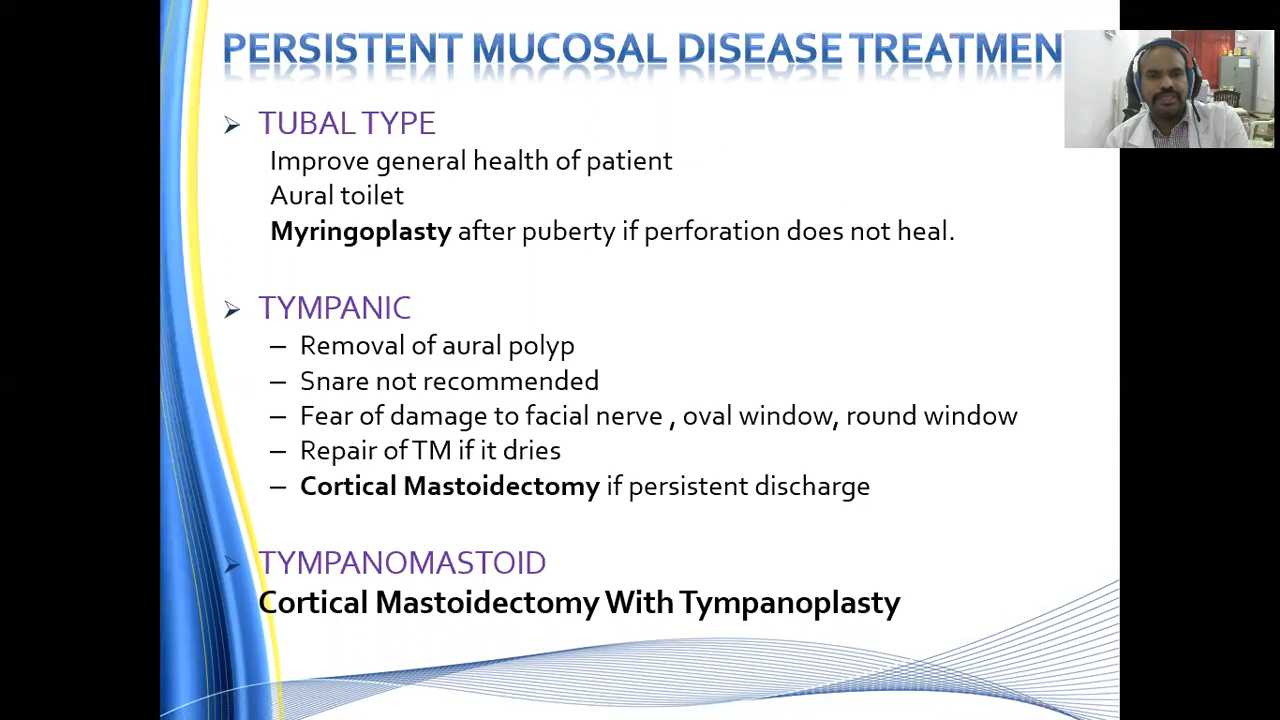 PERSISTENT MUCOSAL DISEASE TREATMEN
TUBAL TYPE
Improve general health of patient
Aural toilet
Myringoplasty after puberty if perforation does not heal.
TYMPANIC
– Removal of aural polyp
– Snare not recommended
– Fear of damage to facial nerve , oval window, round window
– Repair of TM if it dries
– Cortical Mastoidectomy if persistent discharge
TYMPANOMASTOID
Cortical Mastoidectomy With Tympanoplasty